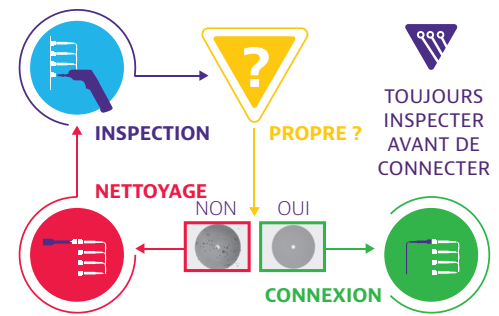 ?
TOUJOURS
INSPECTER
AVANT DE
CONNECTER
INSPECTION
PROPRE ?
NETTOYAGE
NON
OUI
CONNEXION